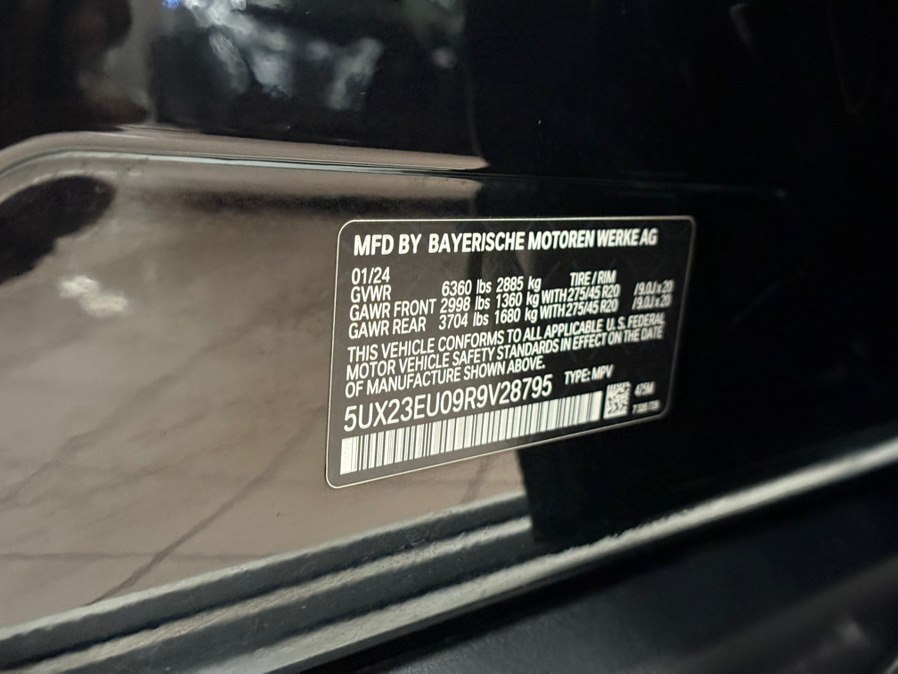 MFD BY BAYERISCHE MOTOREN WERKE AG
01/24 TIRE / RIM
GVWR 6360 lbs 2885 kg
GAWR FRONT 2998 lbs 1360 kg WITH 275/45 R20 / 9.0J x 20
GAWR REAR 3704 lbs 1680 kg WITH 275/45 R20 / 9.0J x 20
THIS VEHICLE CONFORMS TO ALL APPLICABLE U. S. FEDERAL
MOTOR VEHICLE SAFETY STANDARDS IN EFFECT ON THE DATE
OF MANUFACTURE SHOWN ABOVE.
5UX23EU09R9V28795 TYPE: MPV